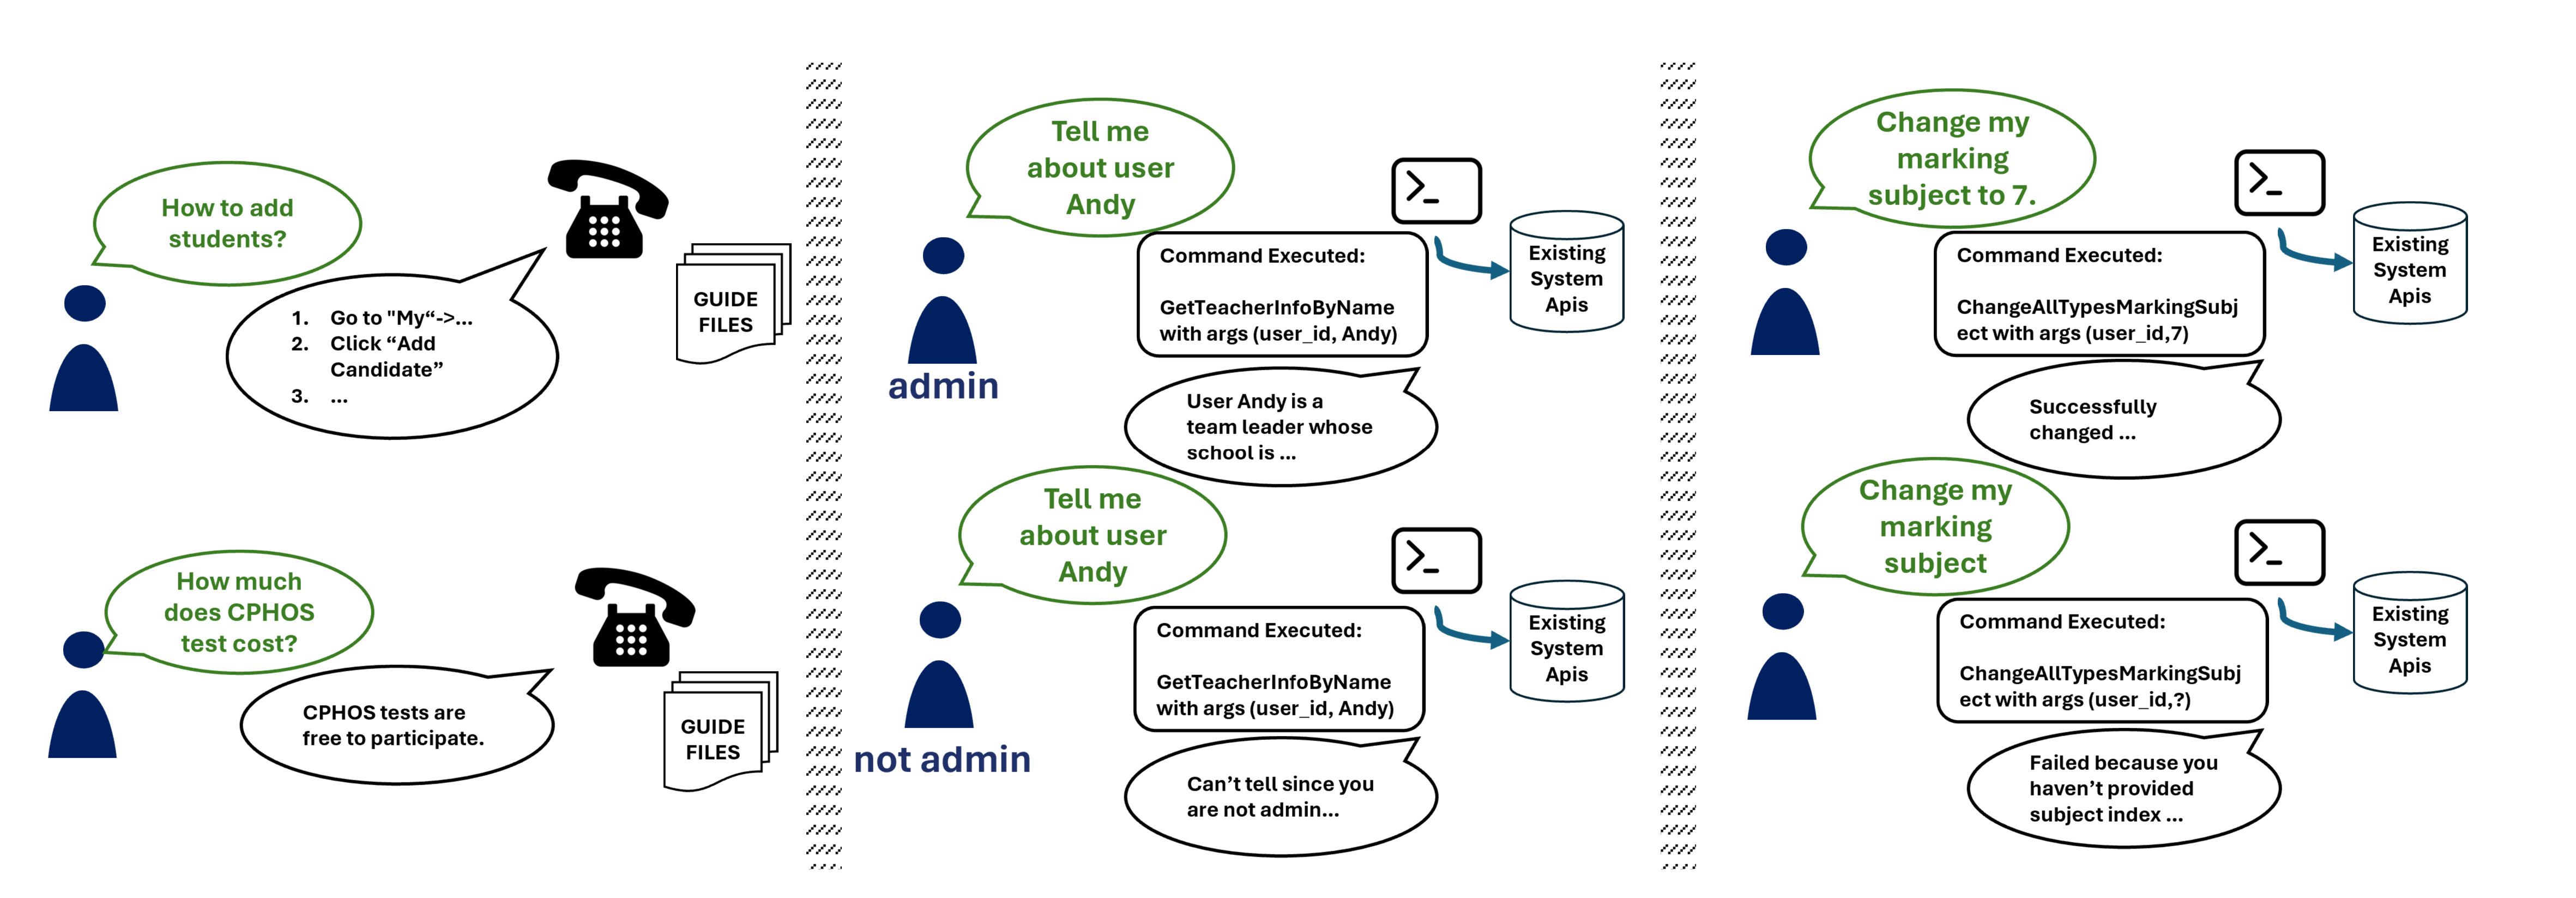 How to add
students?
1. Go to "My“->...
2. Click “Add
Candidate”
3. ...
GUIDE
FILES
How much
does CPHOS
test cost?
CPHOS tests are
free to participate.
GUIDE
FILES
Tell me
about user
Andy
>_
admin
Command Executed:
GetTeacherInfoByName
with args (user_id, Andy)
Existing
System
Apis
User Andy is a
team leader whose
school is ...
Tell me
about user
Andy
>_
not admin
Command Executed:
GetTeacherInfoByName
with args (user_id, Andy)
Existing
System
Apis
Can’t tell since you
are not admin...
Change my
marking
subject to 7.
>_
Command Executed:
ChangeAllTypesMarkingSubj
ect with args (user_id,7)
Existing
System
Apis
Successfully
changed ...
Change my
marking
subject
>_
Command Executed:
ChangeAllTypesMarkingSubj
ect with args (user_id,?)
Existing
System
Apis
Failed because you
haven’t provided
subject index ...